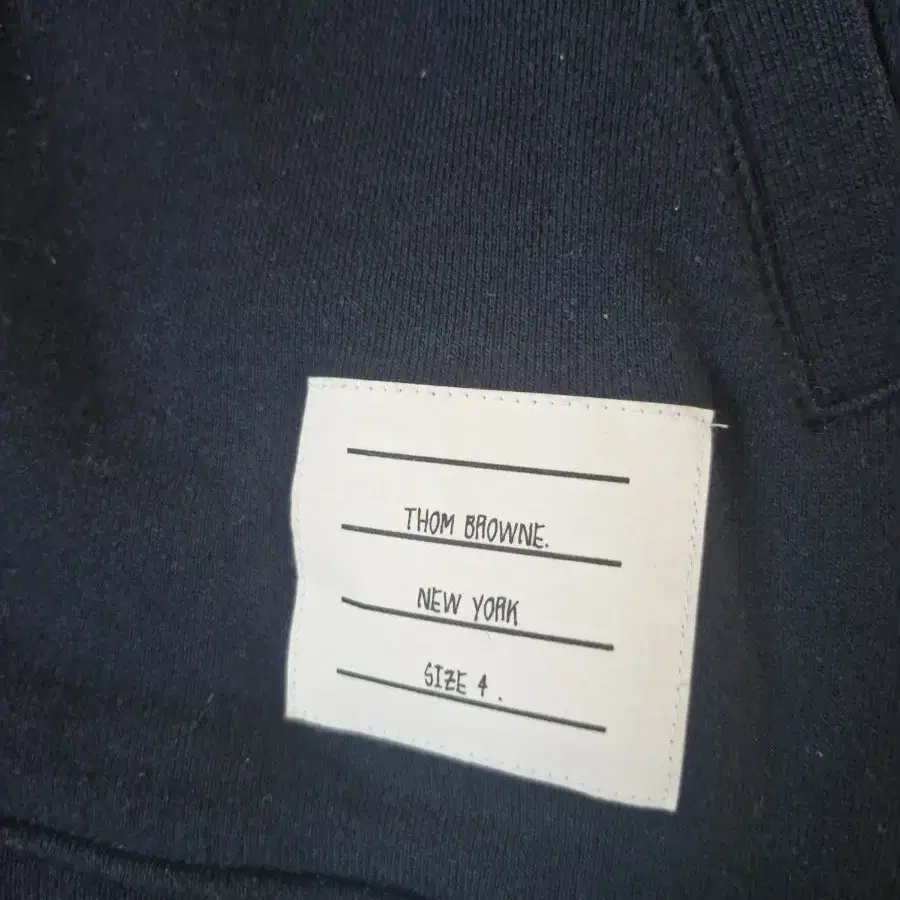 THOM BROWNE.
NEW YORK
SIZE 4 .